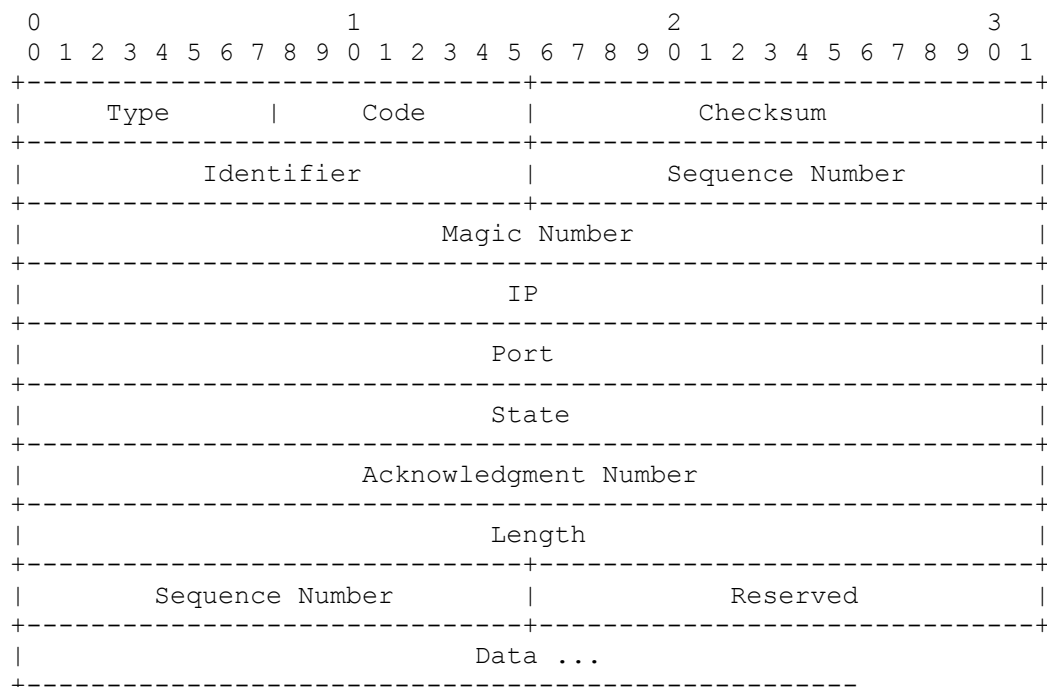 0 1 2 3
0 1 2 3 4 5 6 7 8 9 0 1 2 3 4 5 6 7 8 9 0 1 2 3 4 5 6 7 8 9 0 1
| Type | Code | Checksum |
| Identifier | Sequence Number |
| Magic Number |
| IP |
| Port |
| State |
| Acknowledgment Number |
| Length |
| Sequence Number | Reserved |
| Data ...